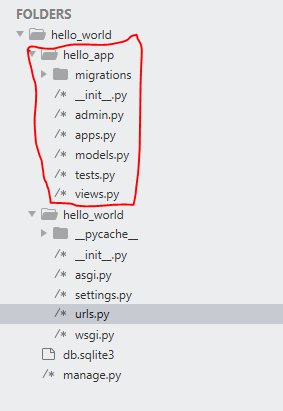 FOLDERS
hello_world
hello_app
migrations
/* __init__.py
/* admin.py
/* apps.py
/* models.py
/* tests.py
/* views.py
hello_world
__pycache__
/* __init__.py
/* asgi.py
/* settings.py
/* urls.py
/* wsgi.py
db.sqlite3
/* manage.py